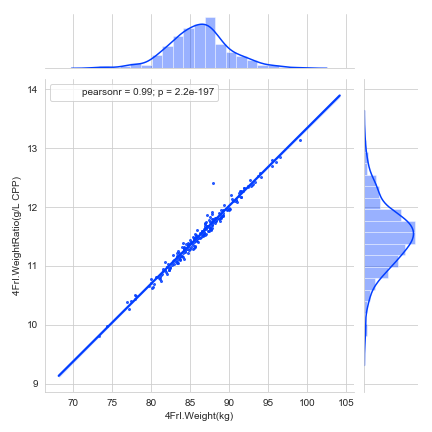 pearsonr = 0.99; p = 2.2e-197
14
13
12
11
10
9
4FrI.WeightRatio(g/L CPP)
70 75 80 85 90 95 100 105
4FrI.Weight(kg)